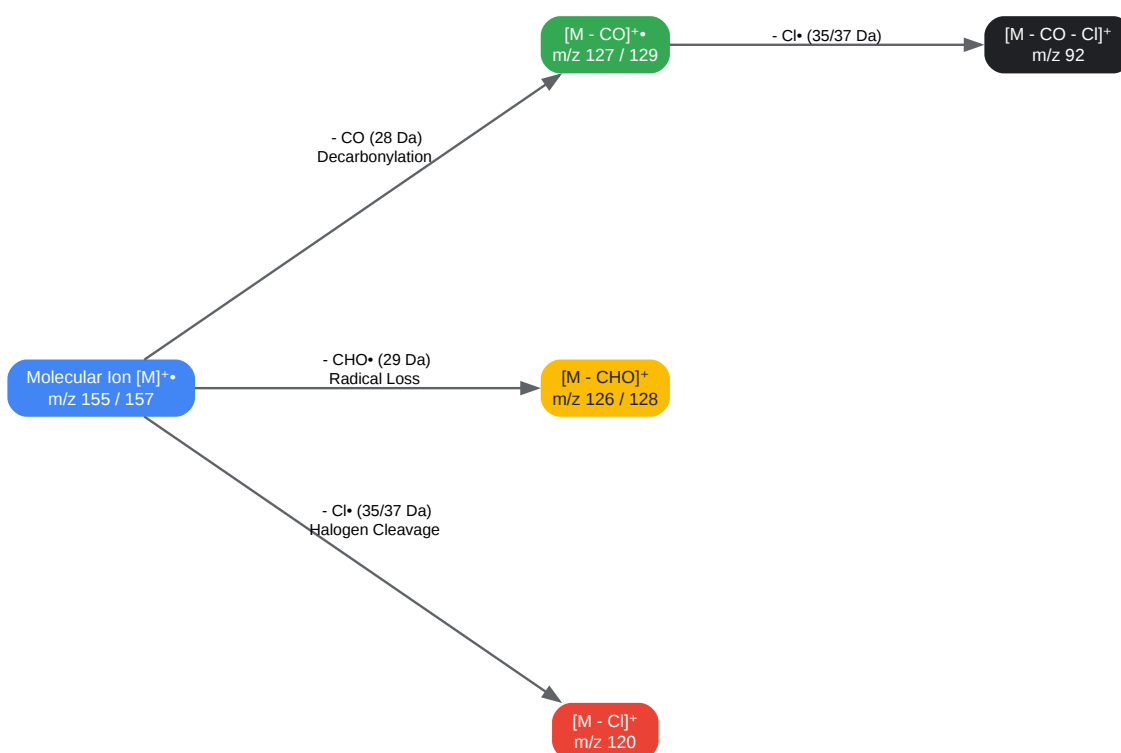 [M - CO]⁺•
m/z 127 / 129
- Cl• (35/37 Da)
[M - CO - Cl]⁺
m/z 92
- CO (28 Da)
Decarbonylation
Molecular Ion [M]⁺•
m/z 155 / 157
- CHO• (29 Da)
Radical Loss
[M - CHO]⁺
m/z 126 / 128
- Cl• (35/37 Da)
Halogen Cleavage
[M - Cl]⁺
m/z 120